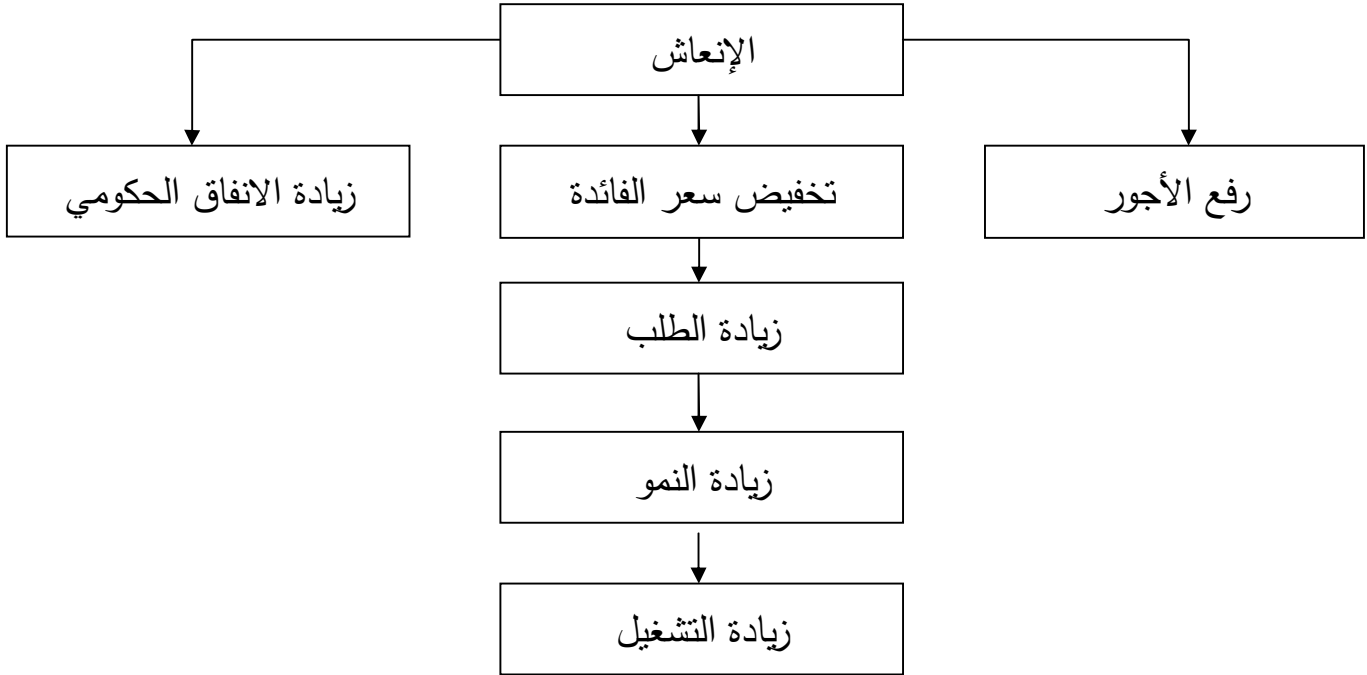 الإنعاش
رفع الأجور
تخفيض سعر الفائدة
زيادة الانفاق الحكومي
زيادة الطلب
زيادة النمو
زيادة التشغيل